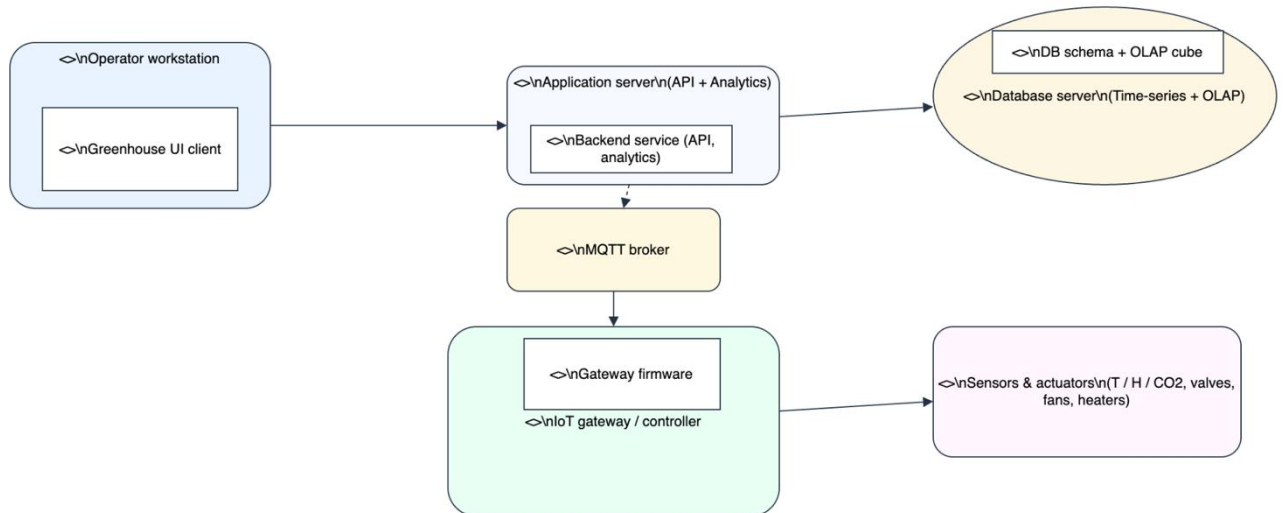 <>\nOperator workstation
<>\nGreenhouse UI client
<>\nApplication server\n(API + Analytics)
<>\nBackend service (API,
analytics)
<>\nDB schema + OLAP cube
<>\nDatabase server\n(Time-series + OLAP)
<>\nMQTT broker
<>\nGateway firmware
<>\nIoT gateway / controller
<>\nSensors & actuators\n(T / H / CO2, valves,
fans, heaters)